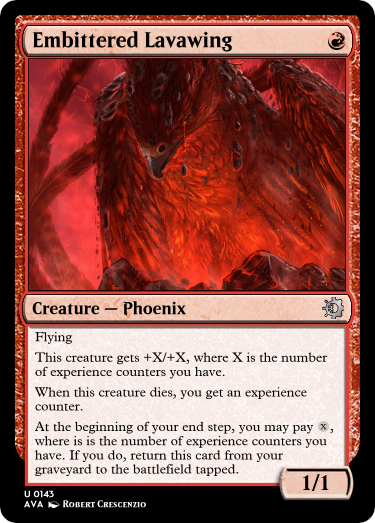 Embittered Lavawing
Creature — Phoenix
Flying
This creature gets +X/+X, where X is the number
of experience counters you have.
When this creature dies, you get an experience
counter.
At the beginning of your end step, you may pay X,
where is is the number of experience counters you
have. If you do, return this card from your
graveyard to the battlefield tapped.
1/1
U 0143
AVA Robert Crescenzio